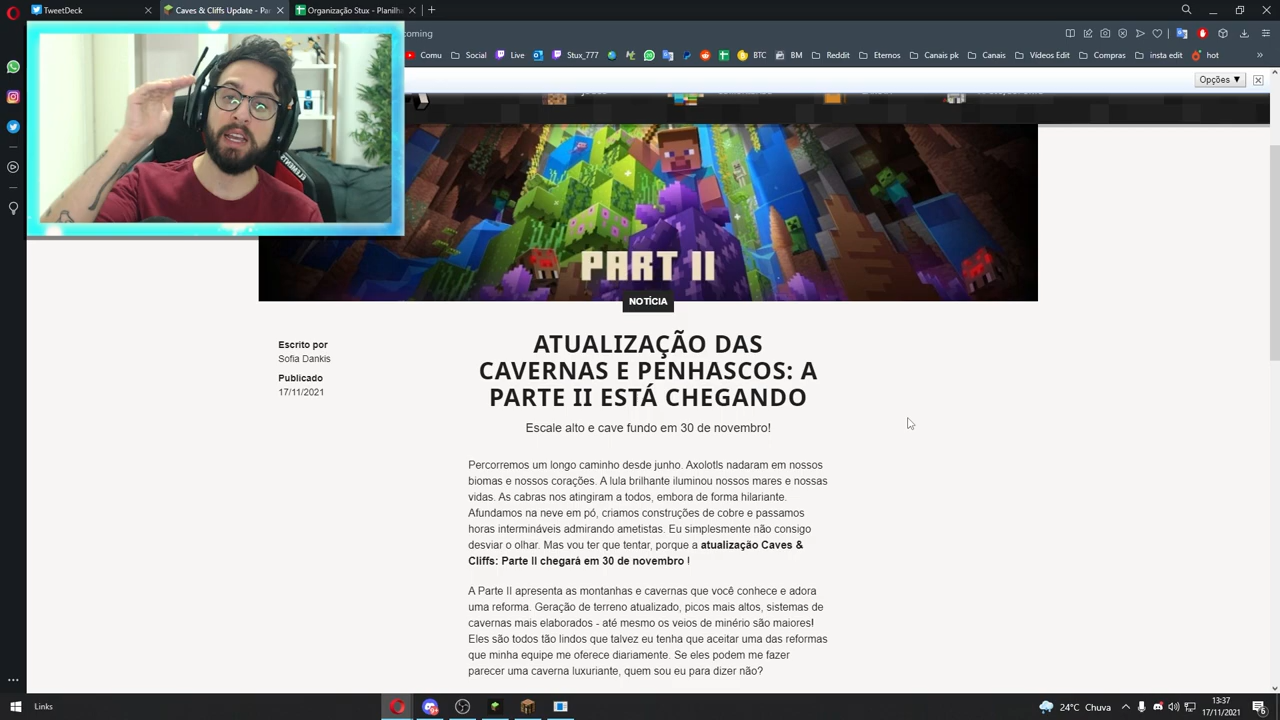 TweetDeck
Caves & Cliffs Update - Par
Organização Stux - Planilha
coming
Comu
Social
Live
Stux_777
BTC
BM
Reddit
Eternos
Canais pk
Canais
Vídeos Edit
Compras
insta edit
hot
Opções ▼
PART II
NOTÍCIA
Escrito por
Sofia Dankis
Publicado
17/11/2021
ATUALIZAÇÃO DAS
CAVERNAS E PENHASCOS: A
PARTE II ESTÁ CHEGANDO
Escale alto e cave fundo em 30 de novembro!
Percorremos um longo caminho desde junho. Axolotls nadaram em nossos
biomas e nossos corações. A lula brilhante iluminou nossos mares e nossas
vidas. As cabras nos atingiram a todos, embora de forma hilariante.
Afundamos na neve em pó, criamos construções de cobre e passamos
horas intermináveis admirando ametistas. Eu simplesmente não consigo
desviar o olhar. Mas vou ter que tentar, porque a atualização Caves &
Cliffs: Parte II chegará em 30 de novembro !
A Parte II apresenta as montanhas e cavernas que você conhece e adora
uma reforma. Geração de terreno atualizado, picos mais altos, sistemas de
cavernas mais elaborados - até mesmo os veios de minério são maiores!
Eles são todos tão lindos que talvez eu tenha que aceitar uma das reformas
que minha equipe me oferece diariamente. Se eles podem me fazer
parecer uma caverna luxuriante, quem sou eu para dizer não?
Links
24°C Chuva
13:37
17/11/2021